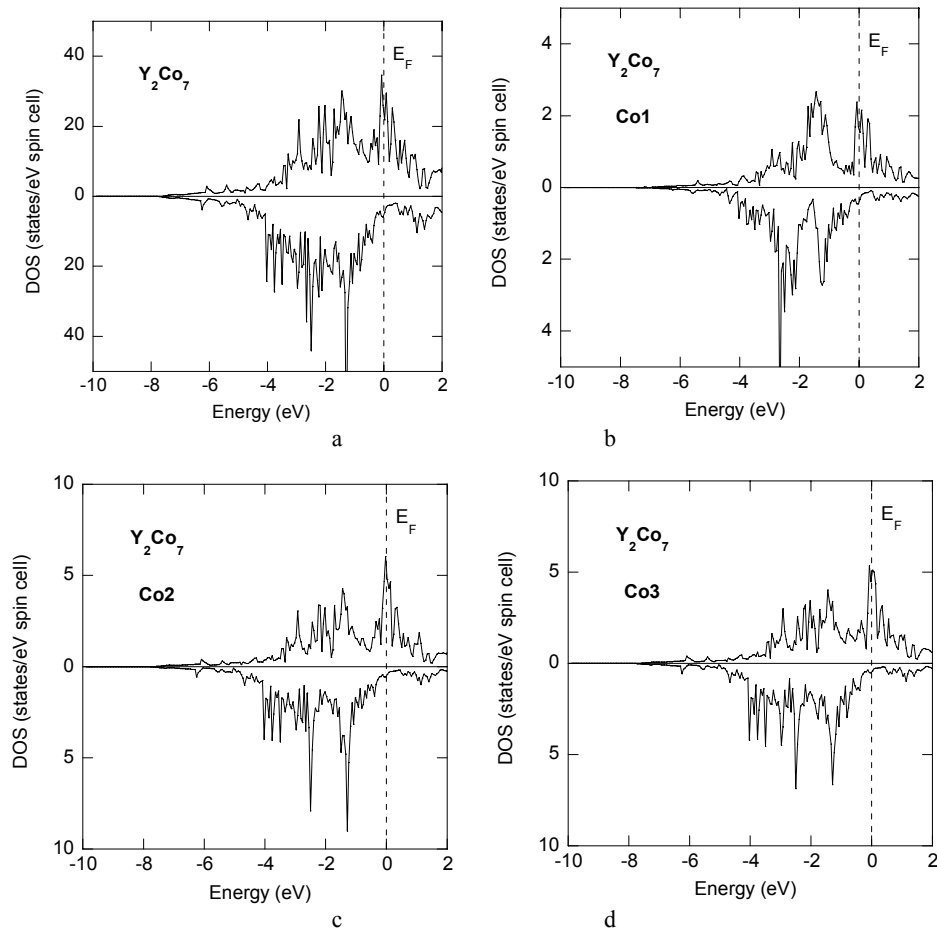 Y2Co7
E_F
DOS (states/eV spin cell)
40
20
0
20
40
-10 -8 -6 -4 -2 0 2
Energy (eV)
a
Y2Co7
Co1
E_F
DOS (states/eV spin cell)
4
2
0
2
4
-10 -8 -6 -4 -2 0 2
Energy (eV)
b
Y2Co7
Co2
E_F
DOS (states/eV spin cell)
10
5
0
5
10
-10 -8 -6 -4 -2 0 2
Energy (eV)
c
Y2Co7
Co3
E_F
DOS (states/eV spin cell)
10
5
0
5
10
-10 -8 -6 -4 -2 0 2
Energy (eV)
d